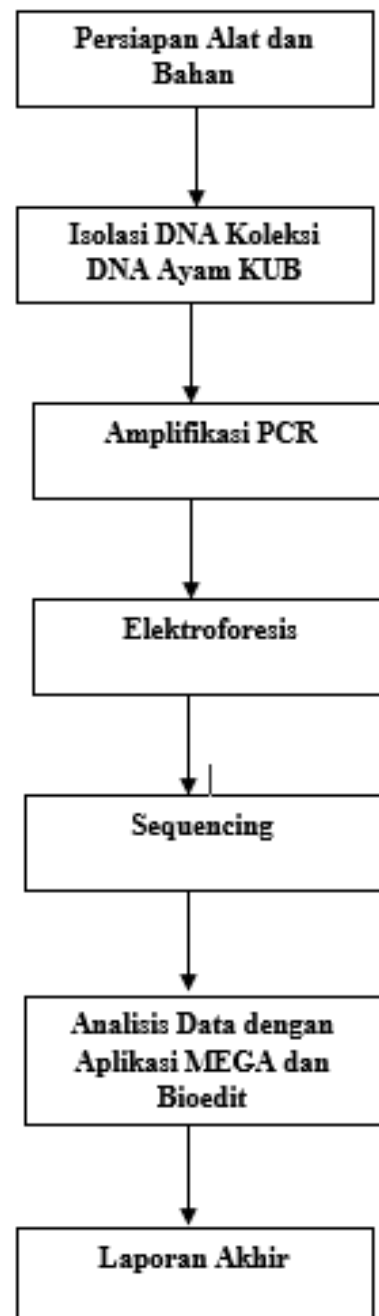 Persiapan Alat dan
Bahan
Isolasi DNA Koleksi
DNA Ayam KUB
Amplifikasi PCR
Elektroforesis
Sequencing
Analisis Data dengan
Aplikasi MEGA dan
Bioedit
Laporan Akhir